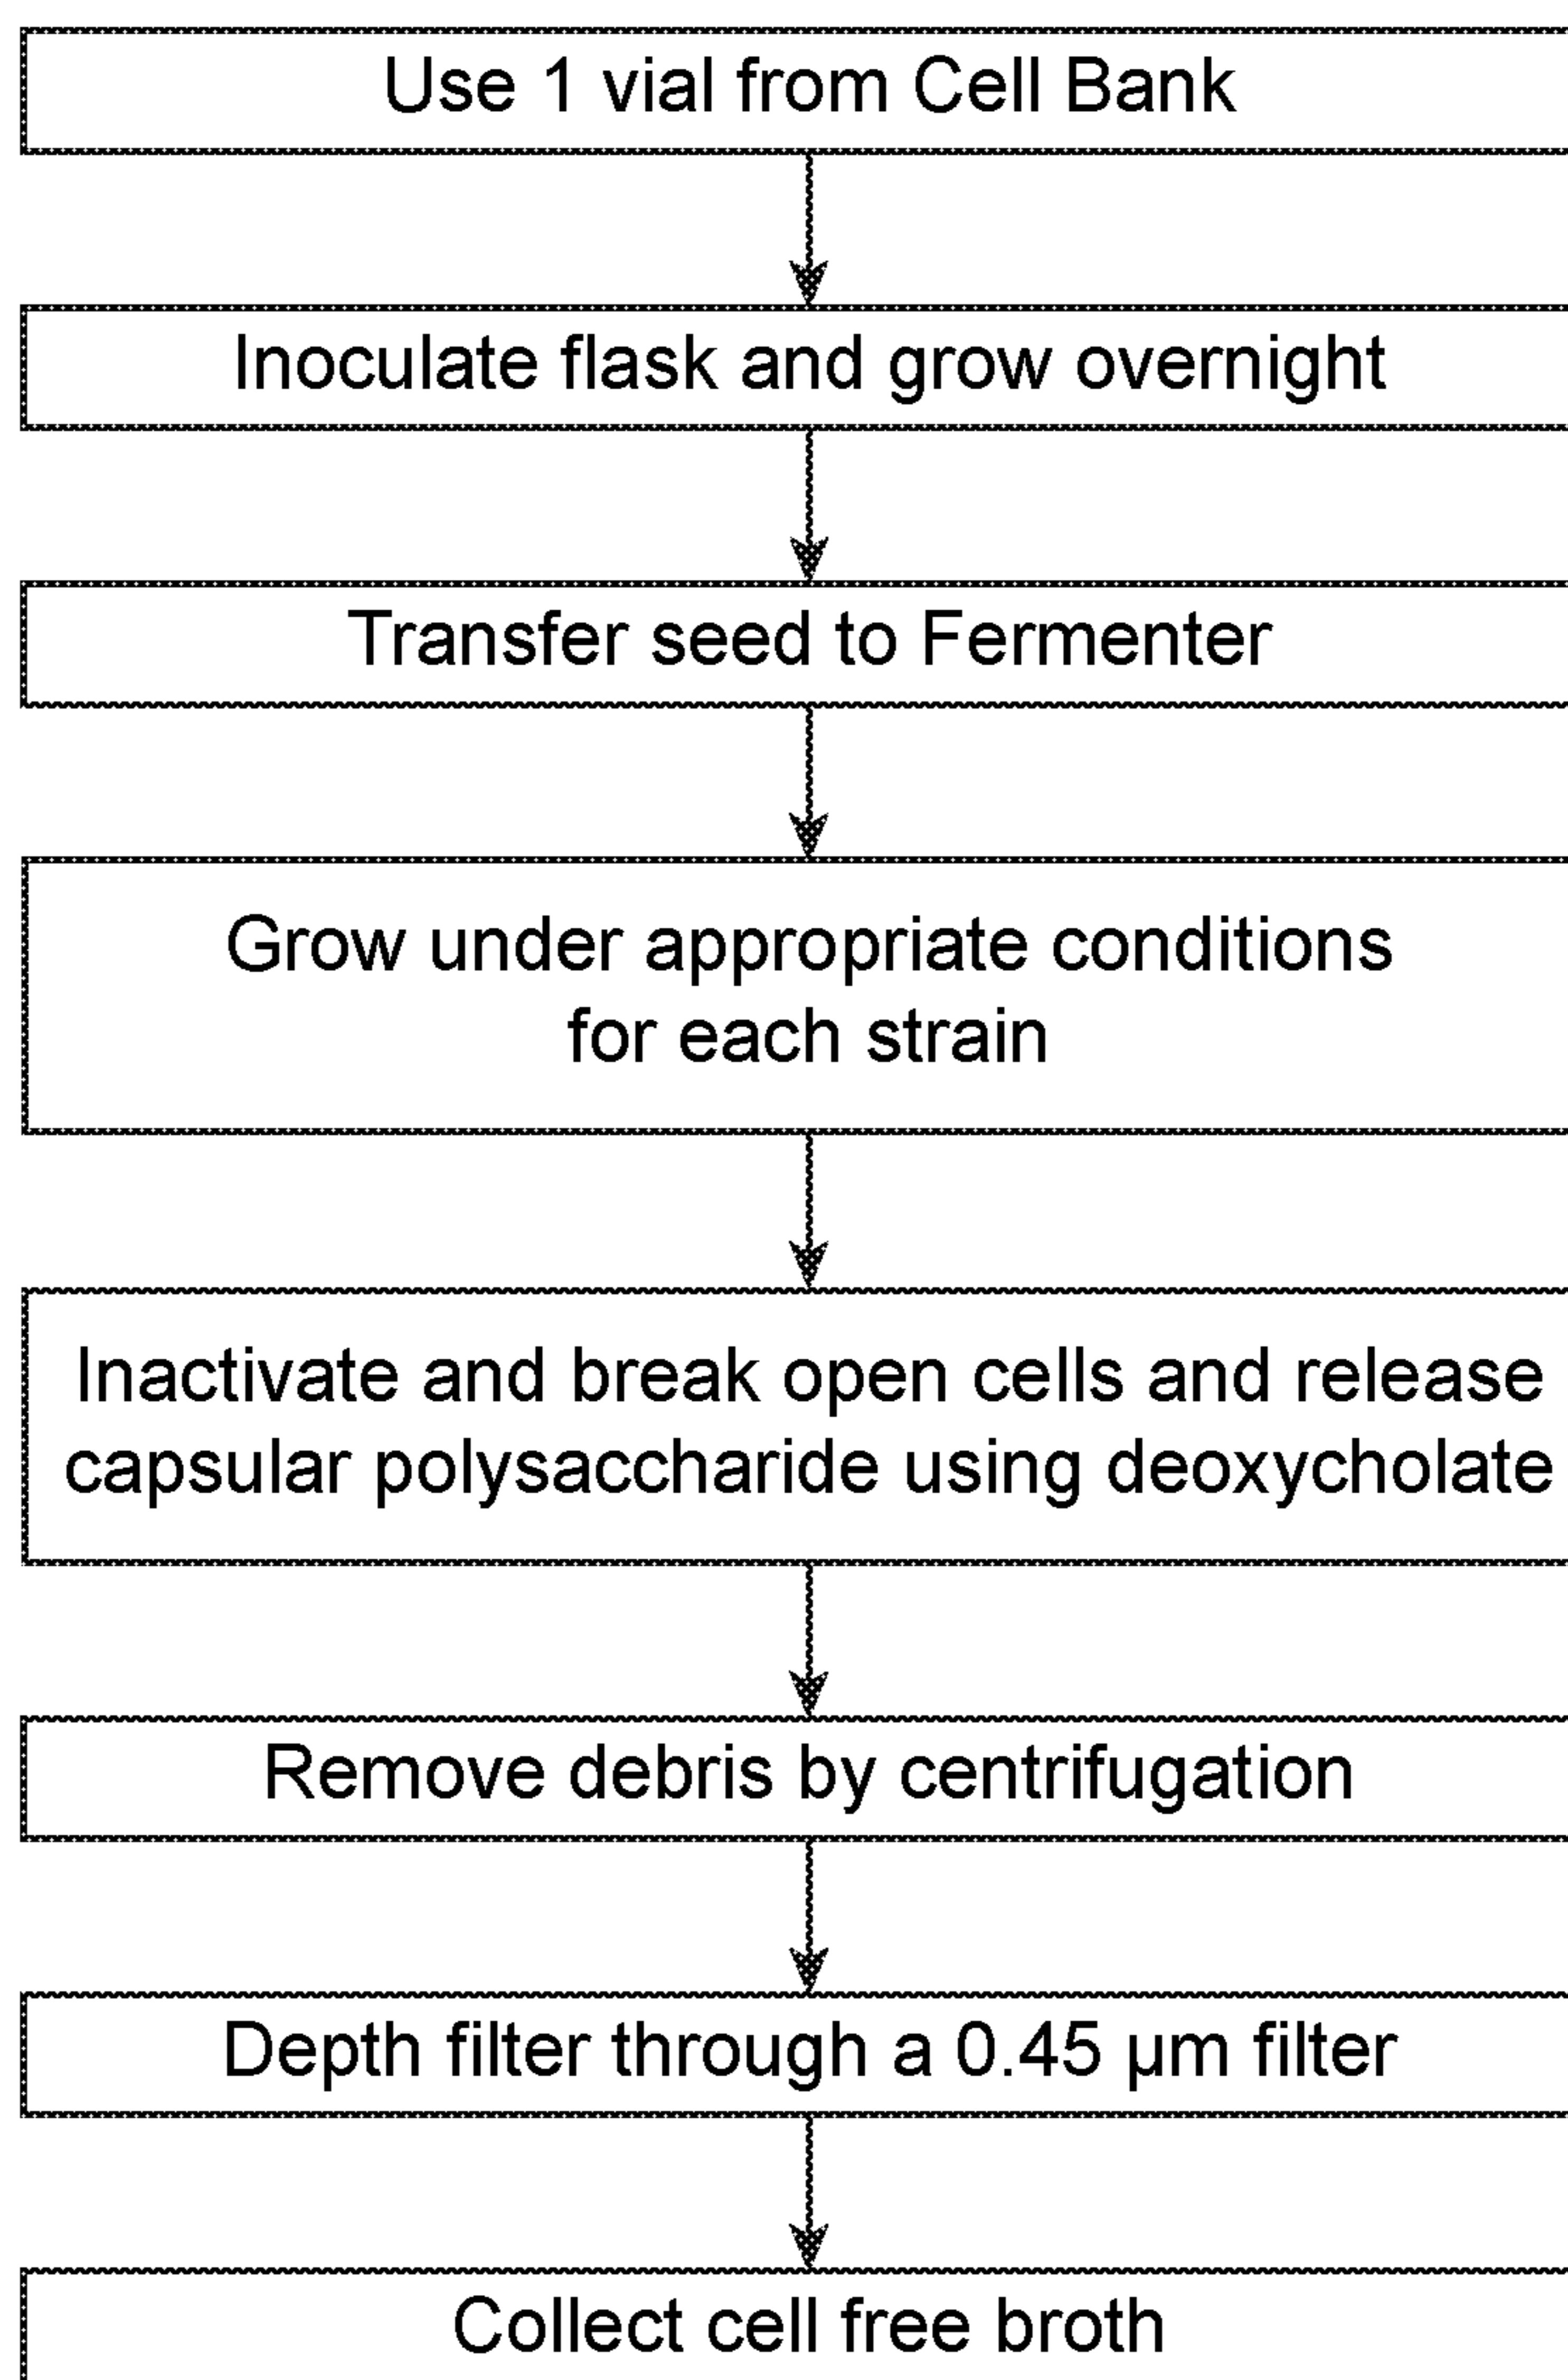 Use 1 vial from Cell Bank
Inoculate flask and grow overnight
Transfer seed to Fermenter
Grow under appropriate conditions
for each strain
Inactivate and break open cells and release
capsular polysaccharide using deoxycholate
Remove debris by centrifugation
Depth filter through a 0.45 µm filter
Collect cell free broth